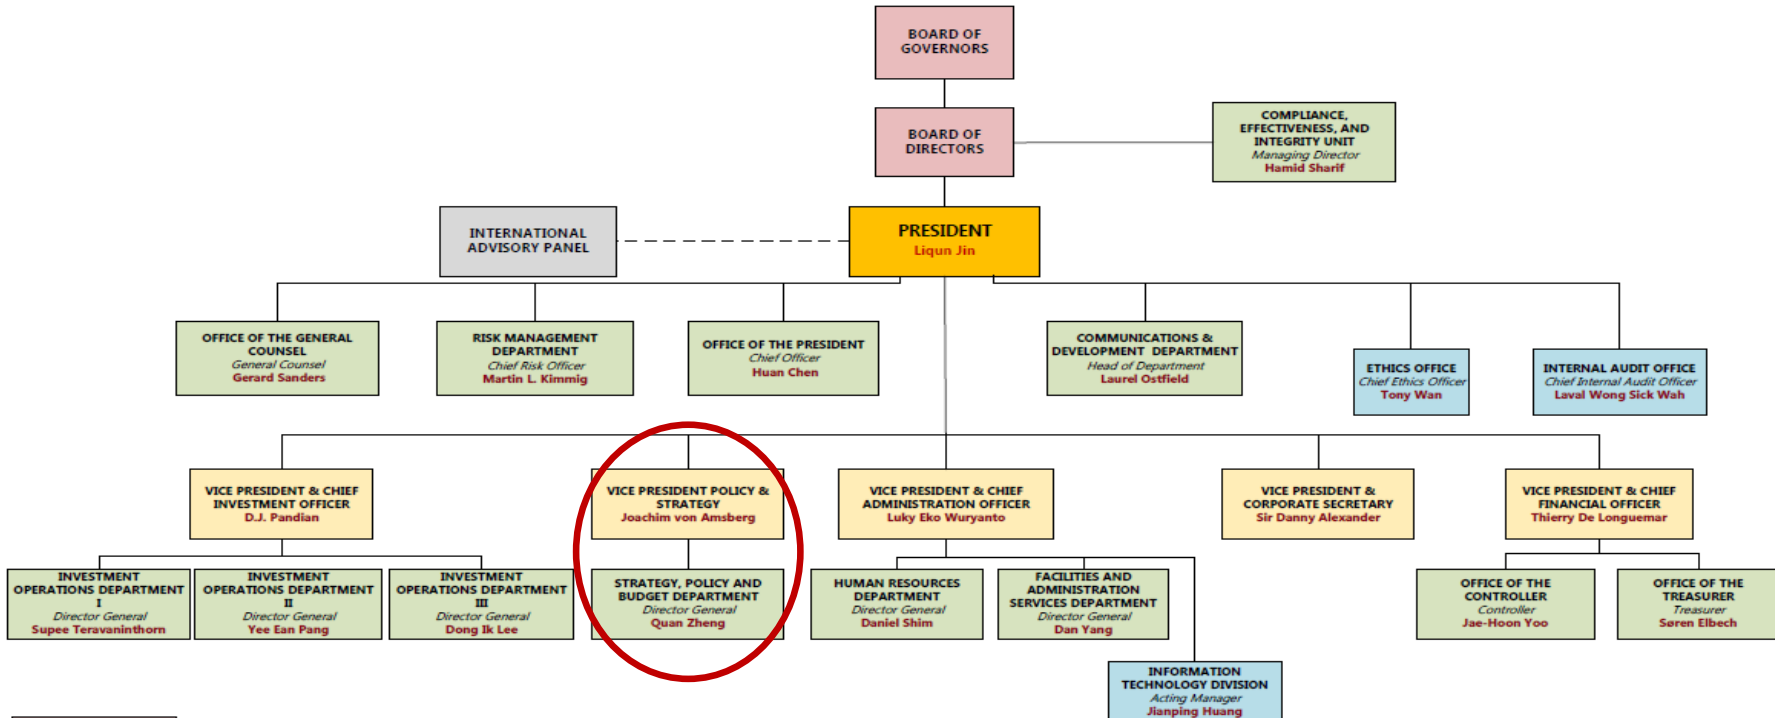 BOARD OF
GOVERNORS
BOARD OF
DIRECTORS
COMPLIANCE,
EFFECTIVENESS, AND
INTEGRITY UNIT
Managing Director
Hamid Sharif
INTERNATIONAL
ADVISORY PANEL
PRESIDENT
Liqun Jin
OFFICE OF THE GENERAL
COUNSEL
General Counsel
Gerard Sanders
RISK MANAGEMENT
DEPARTMENT
Chief Risk Officer
Martin L. Kimmig
OFFICE OF THE PRESIDENT
Chief Officer
Huan Chen
COMMUNICATIONS &
DEVELOPMENT DEPARTMENT
Head of Department
Laurel Ostfield
ETHICS OFFICE
Chief Ethics Officer
Tony Wan
INTERNAL AUDIT OFFICE
Chief Internal Audit Officer
Laval Wong Sick Wah
VICE PRESIDENT & CHIEF
INVESTMENT OFFICER
D.J. Pandian
VICE PRESIDENT POLICY &
STRATEGY
Joachim von Amsberg
VICE PRESIDENT & CHIEF
ADMINISTRATION OFFICER
Luky Eko Wuryanto
VICE PRESIDENT &
CORPORATE SECRETARY
Sir Danny Alexander
VICE PRESIDENT & CHIEF
FINANCIAL OFFICER
Thierry De Longuemar
INVESTMENT
OPERATIONS DEPARTMENT
I
Director General
Supee Teravaninthorn
INVESTMENT
OPERATIONS DEPARTMENT
II
Director General
Yee Ean Pang
INVESTMENT
OPERATIONS DEPARTMENT
III
Director General
Dong Ik Lee
STRATEGY, POLICY AND
BUDGET DEPARTMENT
Director General
Quan Zheng
HUMAN RESOURCES
DEPARTMENT
Director General
Daniel Shim
FACILITIES AND
ADMINISTRATION
SERVICES DEPARTMENT
Director General
Dan Yang
OFFICE OF THE
CONTROLLER
Controller
Jae-Hoon Yoo
OFFICE OF THE
TREASURER
Treasurer
Søren Elbech
INFORMATION
TECHNOLOGY DIVISION
Acting Manager
Jianping Huang